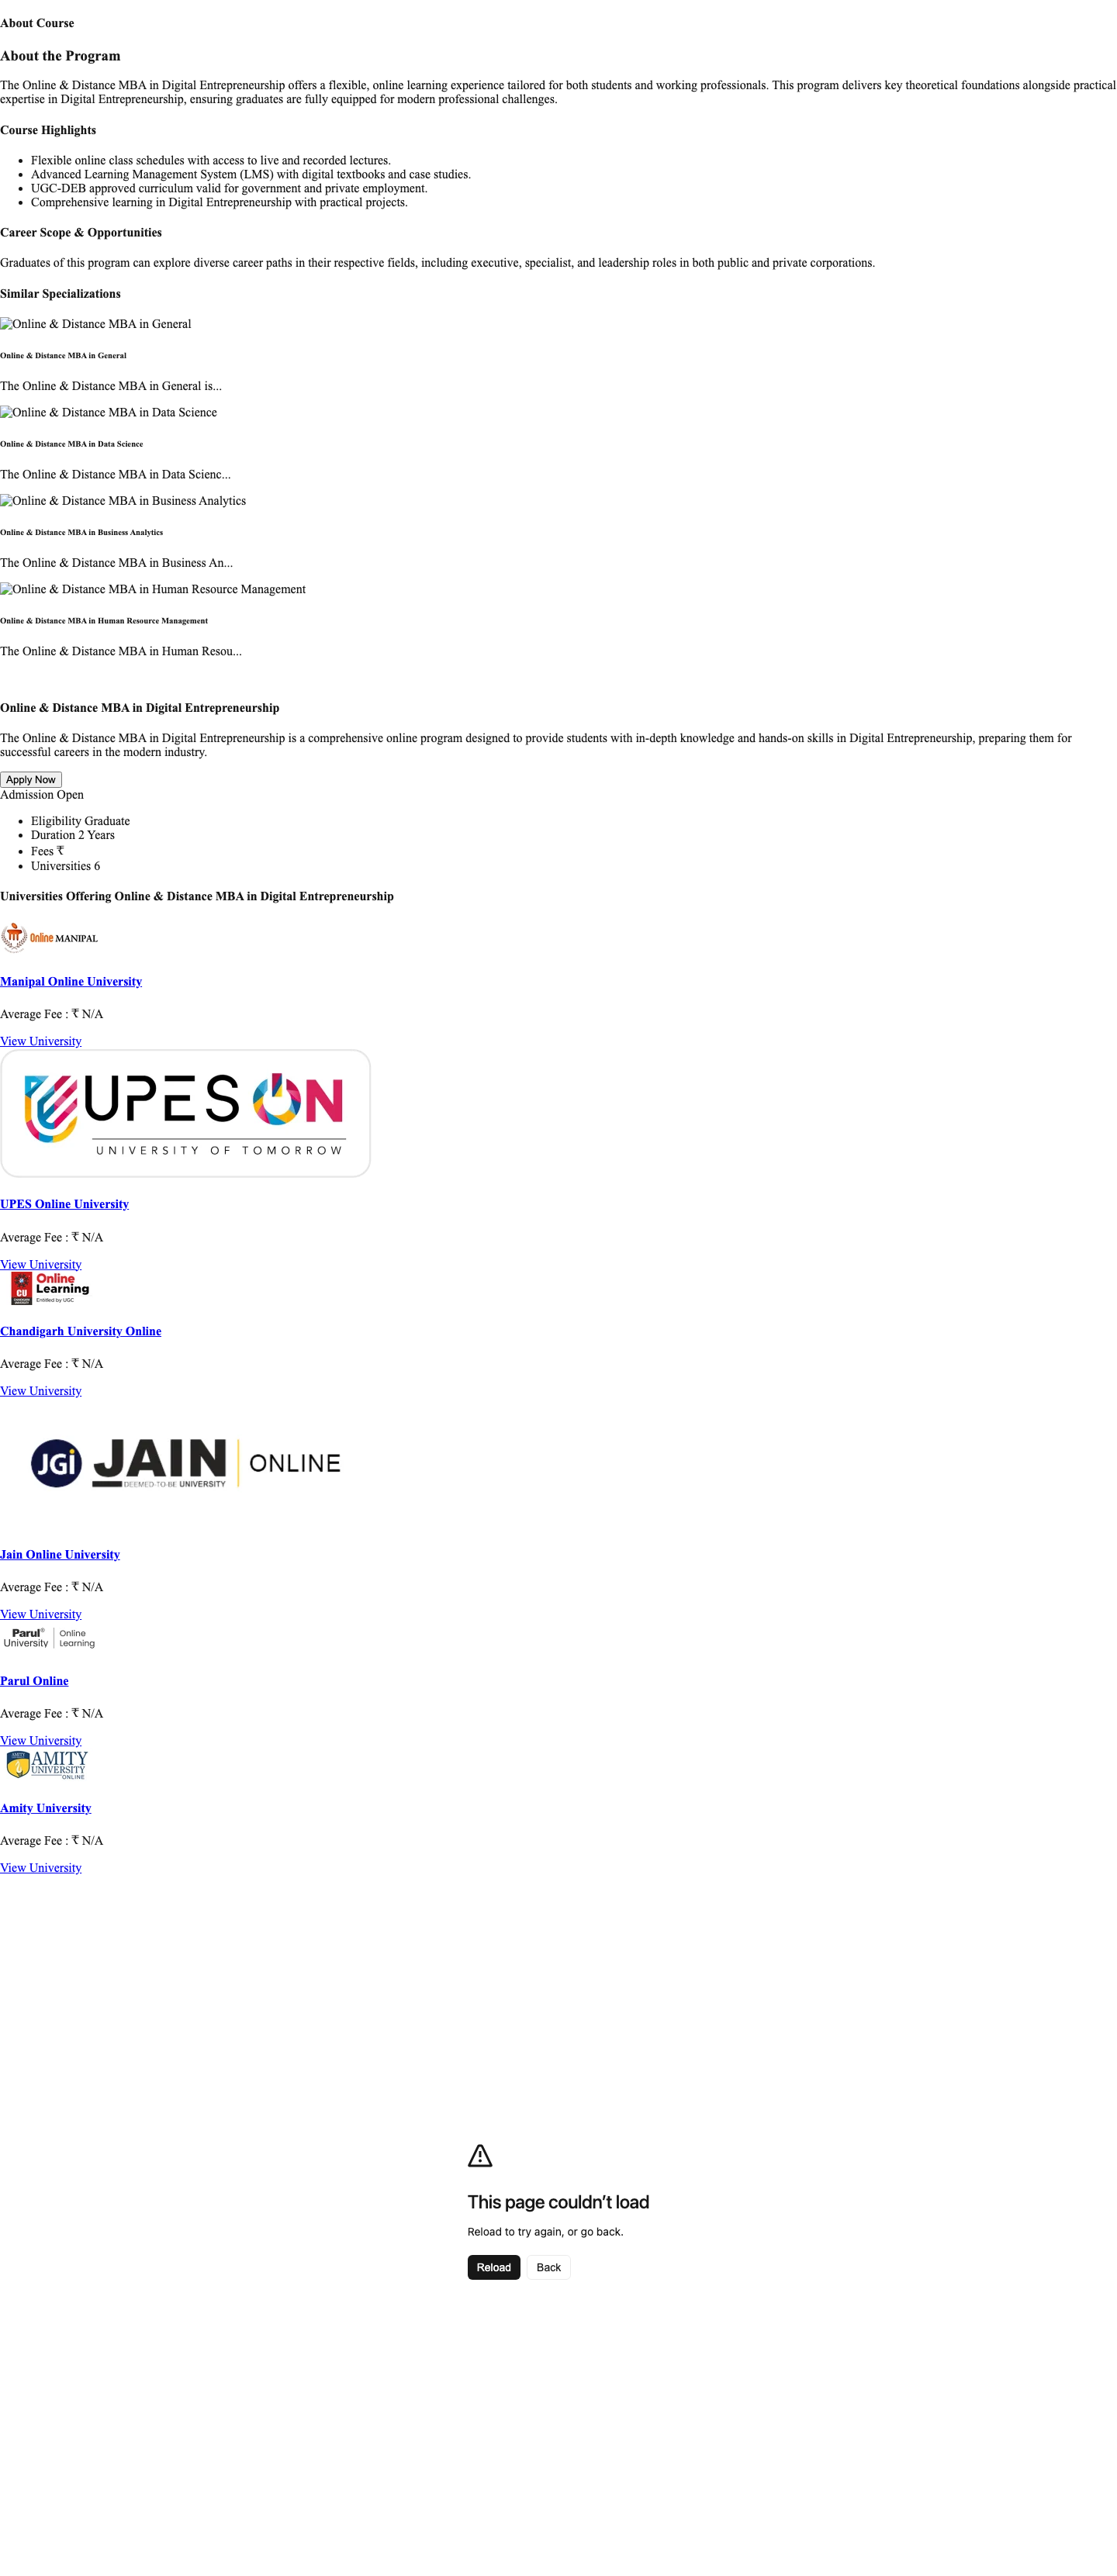 About Course
About the Program
The Online & Distance MBA in Digital Entrepreneurship offers a flexible, online learning experience tailored for both students and working professionals. This program delivers key theoretical foundations alongside practical
expertise in Digital Entrepreneurship, ensuring graduates are fully equipped for modern professional challenges.
Course Highlights
Flexible online class schedules with access to live and recorded lectures.
Advanced Learning Management System (LMS) with digital textbooks and case studies.
UGC-DEB approved curriculum valid for government and private employment.
Comprehensive learning in Digital Entrepreneurship with practical projects.
Career Scope & Opportunities
Graduates of this program can explore diverse career paths in their respective fields, including executive, specialist, and leadership roles in both public and private corporations.
Similar Specializations
Online & Distance MBA in General
Online & Distance MBA in General
The Online & Distance MBA in General is...
Online & Distance MBA in Data Science
Online & Distance MBA in Data Science
The Online & Distance MBA in Data Scienc...
Online & Distance MBA in Business Analytics
Online & Distance MBA in Business Analytics
The Online & Distance MBA in Business An...
Online & Distance MBA in Human Resource Management
Online & Distance MBA in Human Resource Management
The Online & Distance MBA in Human Resou...
Online & Distance MBA in Digital Entrepreneurship
The Online & Distance MBA in Digital Entrepreneurship is a comprehensive online program designed to provide students with in-depth knowledge and hands-on skills in Digital Entrepreneurship, preparing them for
successful careers in the modern industry.
Apply Now
Admission Open
Eligibility Graduate
Duration 2 Years
Fees ₹
Universities 6
Universities Offering Online & Distance MBA in Digital Entrepreneurship
Online MANIPAL
Manipal Online University
Average Fee : ₹ N/A
View University
UPES ON
UNIVERSITY OF TOMORROW
UPES Online University
Average Fee : ₹ N/A
View University
CU Online
Learning
Entitled by UGC
Chandigarh University Online
Average Fee : ₹ N/A
View University
JGi JAIN ONLINE
DEEMED-TO-BE UNIVERSITY
Jain Online University
Average Fee : ₹ N/A
View University
Parul® Online
University Learning
Parul Online
Average Fee : ₹ N/A
View University
AMITY
UNIVERSITY
ONLINE
Amity University
Average Fee : ₹ N/A
View University
This page couldn’t load
Reload to try again, or go back.
Reload Back